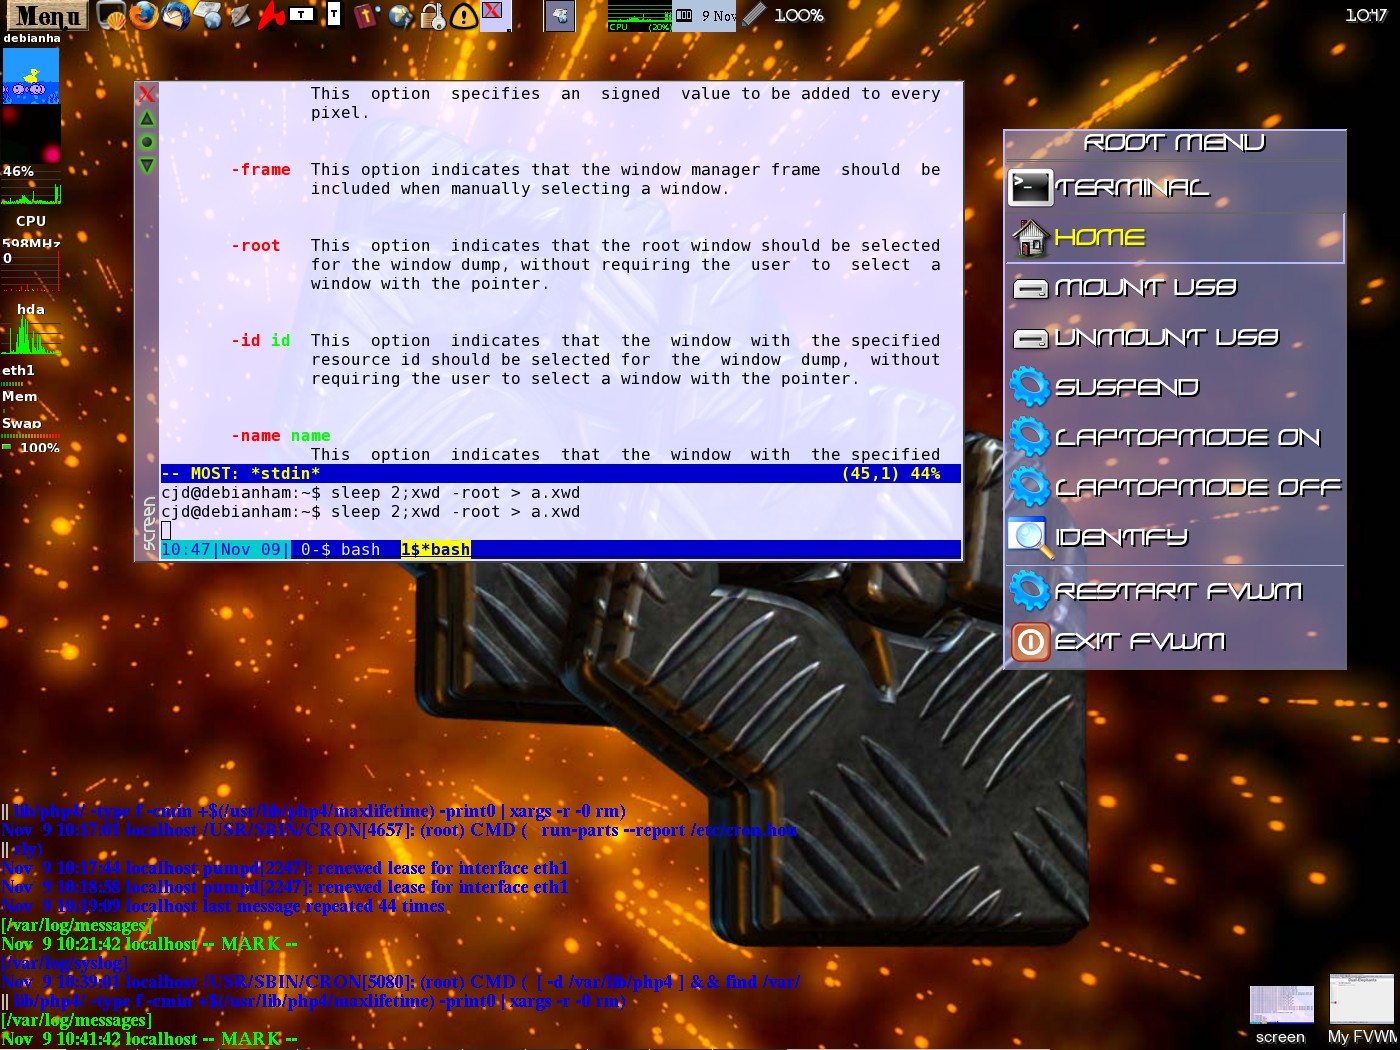 Menu
9 Nov
100%
10:47
debianha
46%
CPU
598MHz
0
hda
eth1
Mem
Swap
100%
CPU (20%)
This option specifies an signed value to be added to every
pixel.
-frame This option indicates that the window manager frame should be
included when manually selecting a window.
-root This option indicates that the root window should be selected
for the window dump, without requiring the user to select a
window with the pointer.
-id id This option indicates that the window with the specified
resource id should be selected for the window dump, without
requiring the user to select a window with the pointer.
-name name
This option indicates that the window with the specified
-- MOST: *stdin* (45,1) 44%
cjd@debianham:~$ sleep 2;xwd -root > a.xwd
cjd@debianham:~$ sleep 2;xwd -root > a.xwd
10:47|Nov 09| 0-$ bash 1$*bash
screen
ROOT MENU
TERMINAL
HOME
MOUNT USB
UNMOUNT USB
SUSPEND
LAPTOPMODE ON
LAPTOPMODE OFF
IDENTIFY
RESTART FVWM
EXIT FVWM
|| lib/php4/ -type f -cmin +$(/usr/lib/php4/maxlifetime) -print0 | xargs -r -0 rm)
Nov 9 10:17:01 localhost /USR/SBIN/CRON[4657]: (root) CMD ( run-parts --report /etc/cron.hou
|| rly)
Nov 9 10:17:44 localhost pumpd[2247]: renewed lease for interface eth1
Nov 9 10:18:58 localhost pumpd[2247]: renewed lease for interface eth1
Nov 9 10:19:09 localhost last message repeated 44 times
[/var/log/messages]
Nov 9 10:21:42 localhost -- MARK --
[/var/log/syslog]
Nov 9 10:39:01 localhost /USR/SBIN/CRON[5080]: (root) CMD ( [ -d /var/lib/php4 ] && find /var/
|| lib/php4/ -type f -cmin +$(/usr/lib/php4/maxlifetime) -print0 | xargs -r -0 rm)
[/var/log/messages]
Nov 9 10:41:42 localhost -- MARK --
screen
My FVWM